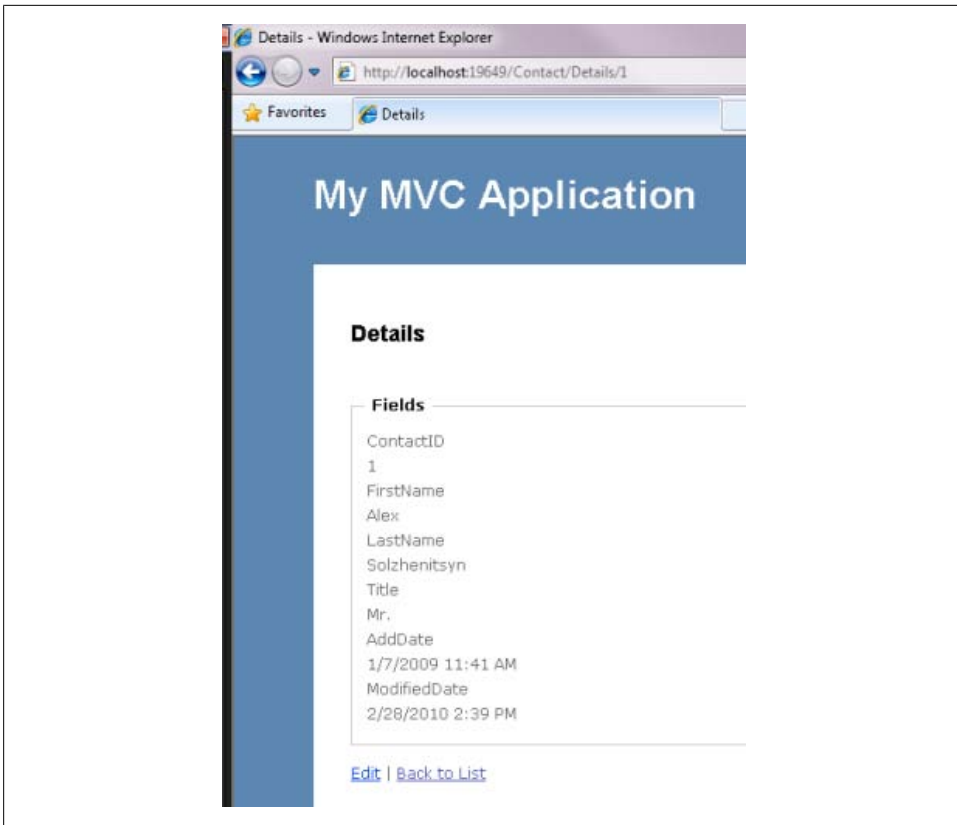 Details - Windows Internet Explorer
http://localhost:19649/Contact/Details/1
Favorites Details
My MVC Application
Details
Fields
ContactID
1
FirstName
Alex
LastName
Solzhenitsyn
Title
Mr.
AddDate
1/7/2009 11:41 AM
ModifiedDate
2/28/2010 2:39 PM
Edit | Back to List